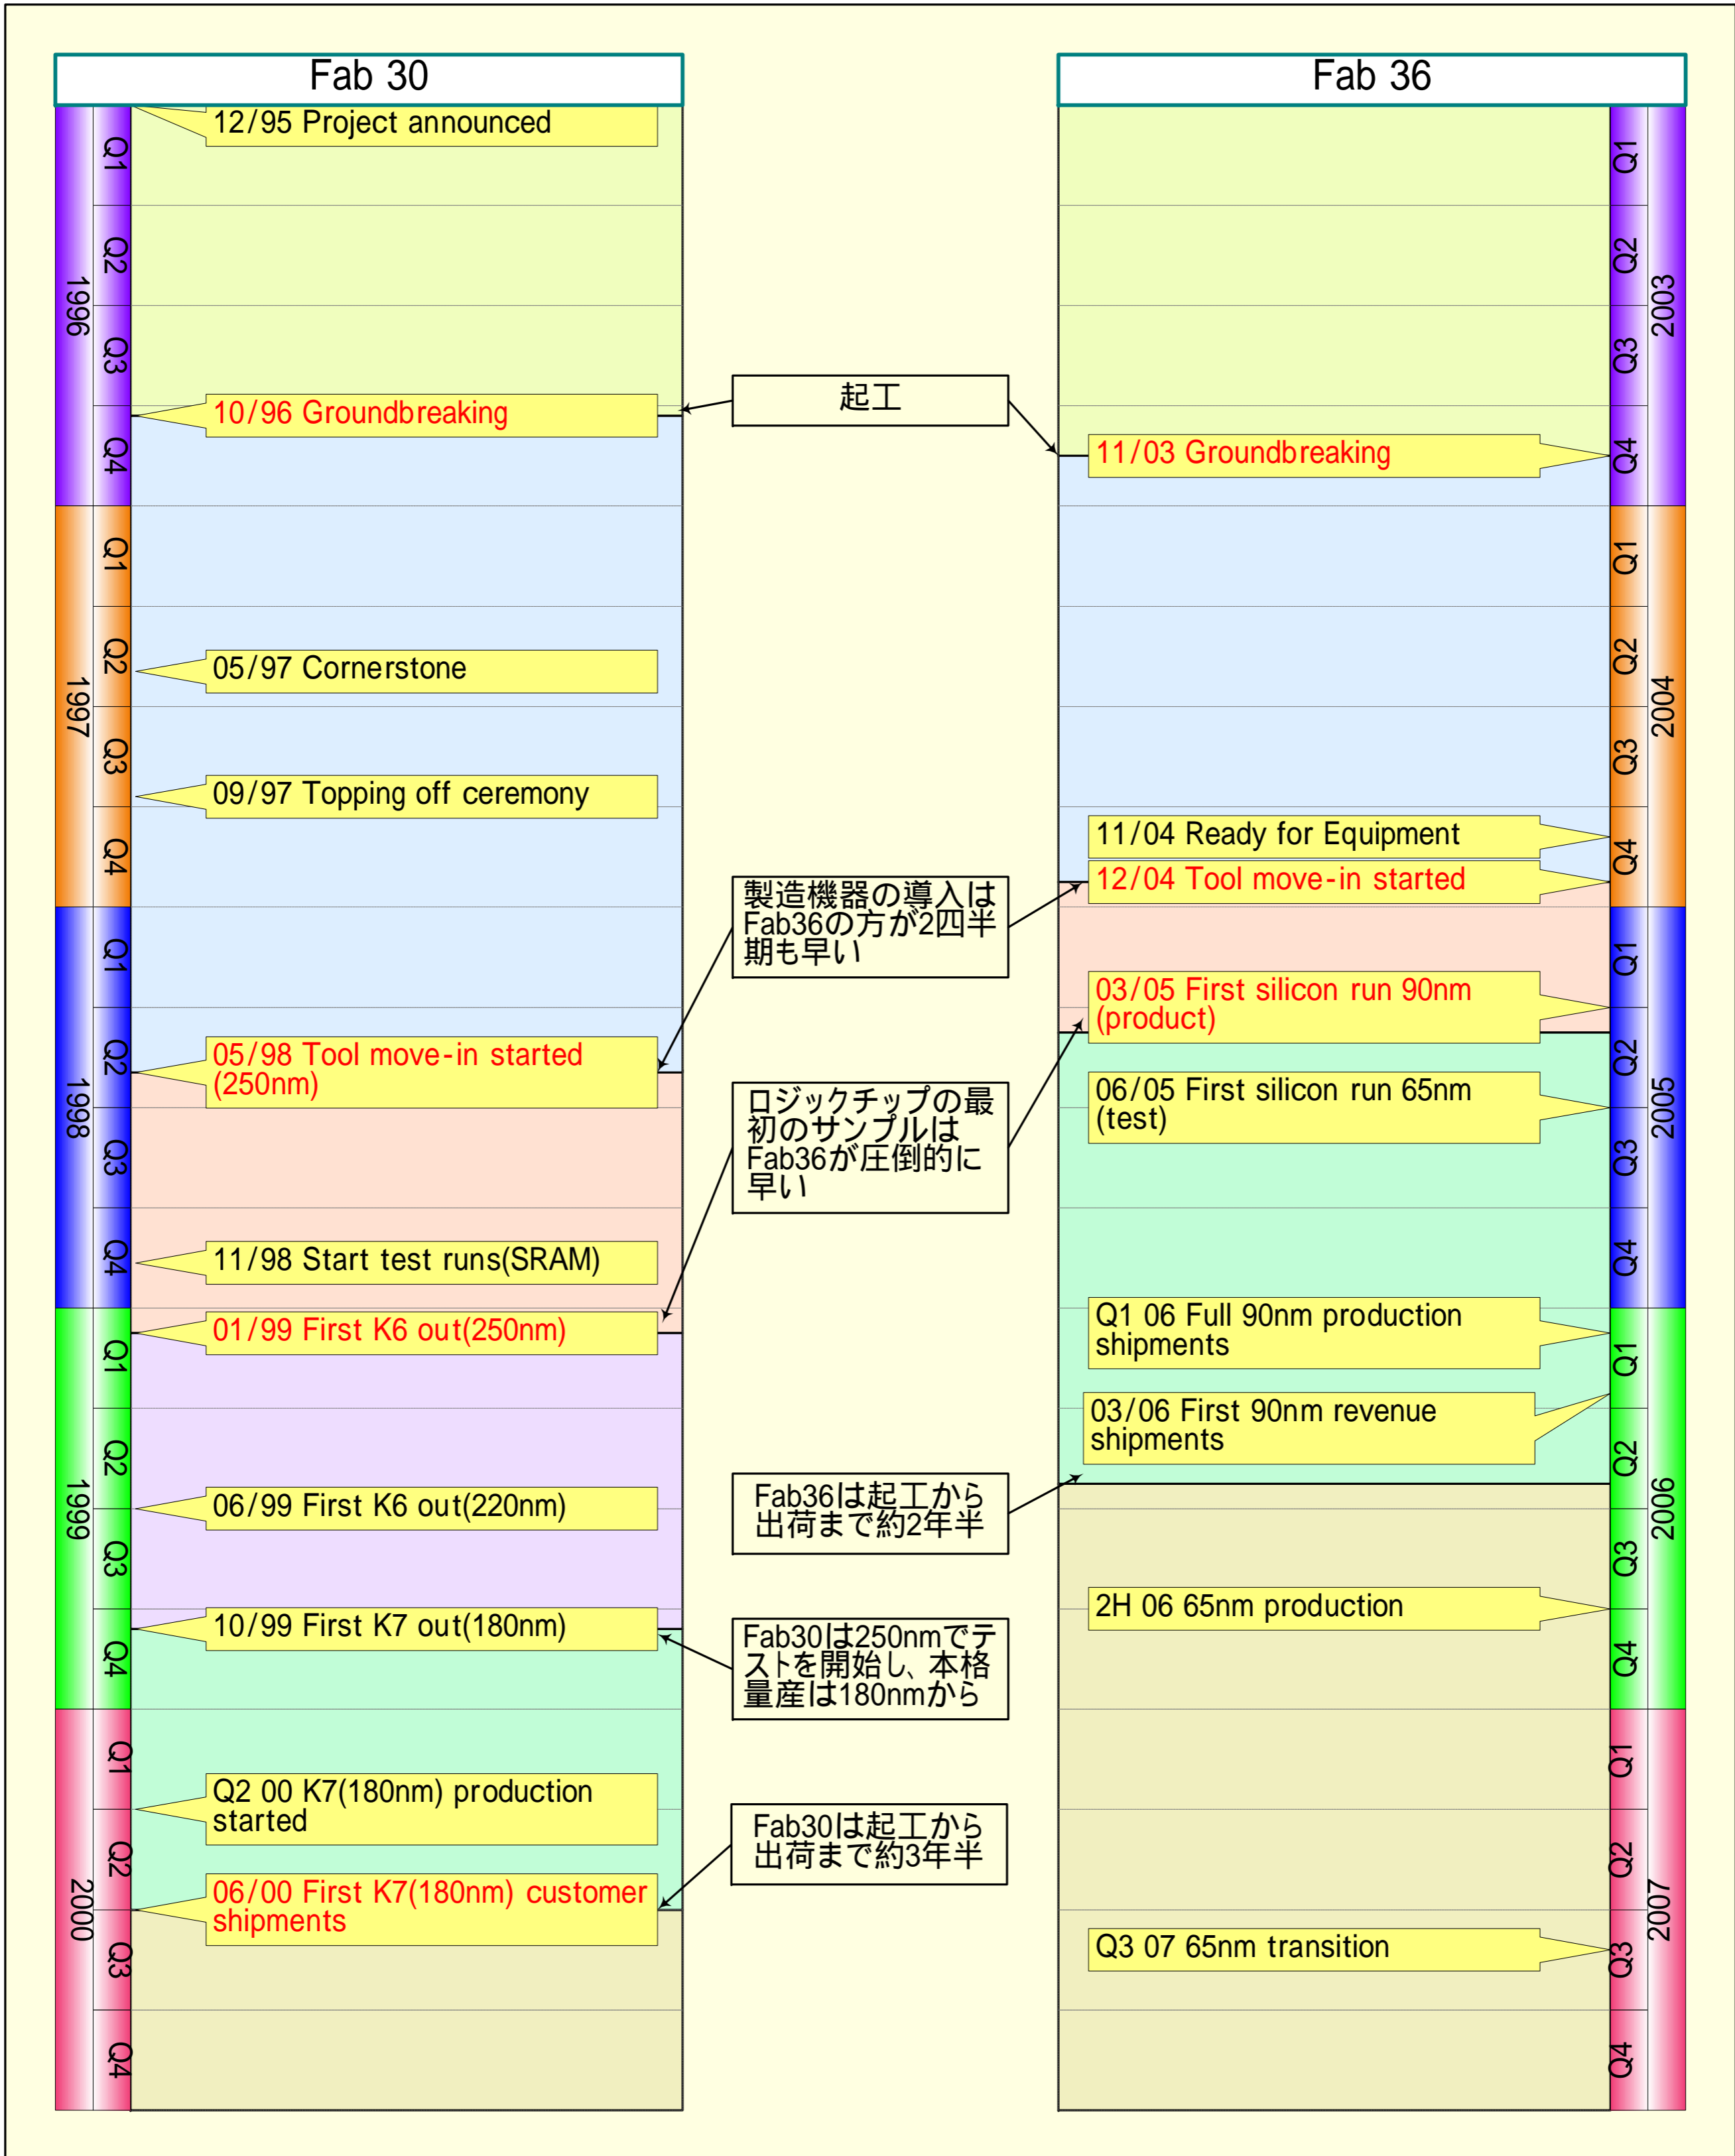 Fab 30
1996
Q1
Q2
Q3
Q4
1997
Q1
Q2
Q3
Q4
1998
Q1
Q2
Q3
Q4
1999
Q1
Q2
Q3
Q4
2000
Q1
Q2
Q3
Q4
12/95 Project announced
10/96 Groundbreaking
05/97 Cornerstone
09/97 Topping off ceremony
05/98 Tool move-in started
(250nm)
11/98 Start test runs(SRAM)
01/99 First K6 out(250nm)
06/99 First K6 out(220nm)
10/99 First K7 out(180nm)
Q2 00 K7(180nm) production
started
06/00 First K7(180nm) customer
shipments
起工
製造機器の導入は
Fab36の方が2四半
期も早い
ロジックチップの最
初のサンプルは
Fab36が圧倒的に
早い
Fab36は起工から
出荷まで約2年半
Fab30は250nmでテ
ストを開始し、本格
量産は180nmから
Fab30は起工から
出荷まで約3年半
Fab 36
11/03 Groundbreaking
11/04 Ready for Equipment
12/04 Tool move-in started
03/05 First silicon run 90nm
(product)
06/05 First silicon run 65nm
(test)
Q1 06 Full 90nm production
shipments
03/06 First 90nm revenue
shipments
2H 06 65nm production
Q3 07 65nm transition
Q1
Q2
Q3
Q4
2003
Q1
Q2
Q3
Q4
2004
Q1
Q2
Q3
Q4
2005
Q1
Q2
Q3
Q4
2006
Q1
Q2
Q3
Q4
2007